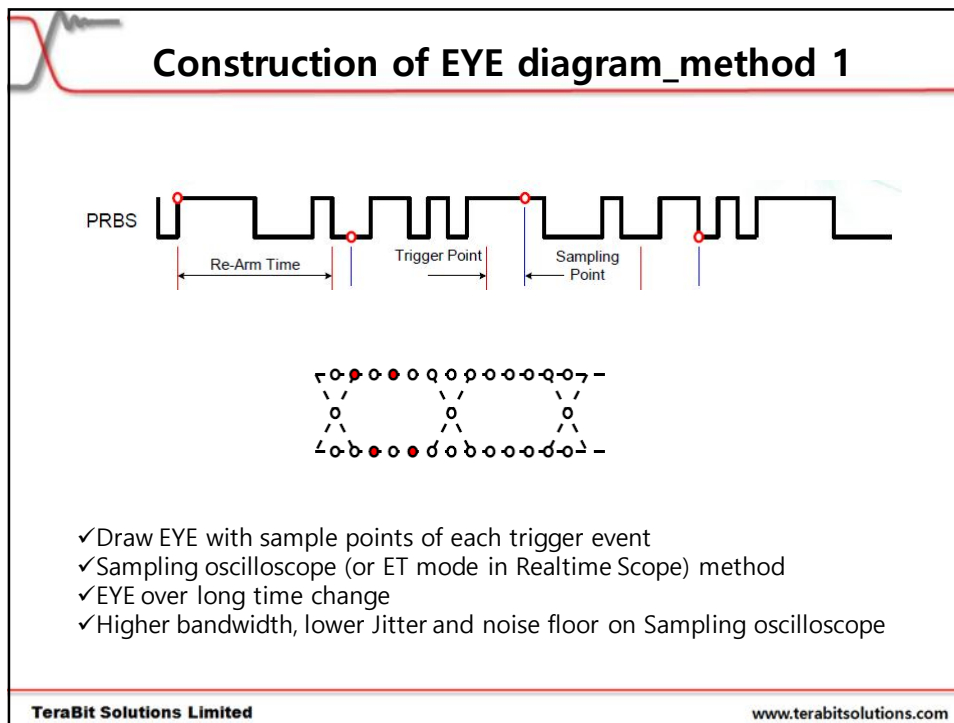 Construction of EYE diagram_method 1
PRBS
Re-Arm Time
Trigger Point
Sampling
Point
✓Draw EYE with sample points of each trigger event
✓Sampling oscilloscope (or ET mode in Realtime Scope) method
✓EYE over long time change
✓Higher bandwidth, lower Jitter and noise floor on Sampling oscilloscope
TeraBit Solutions Limited
www.terabitsolutions.com